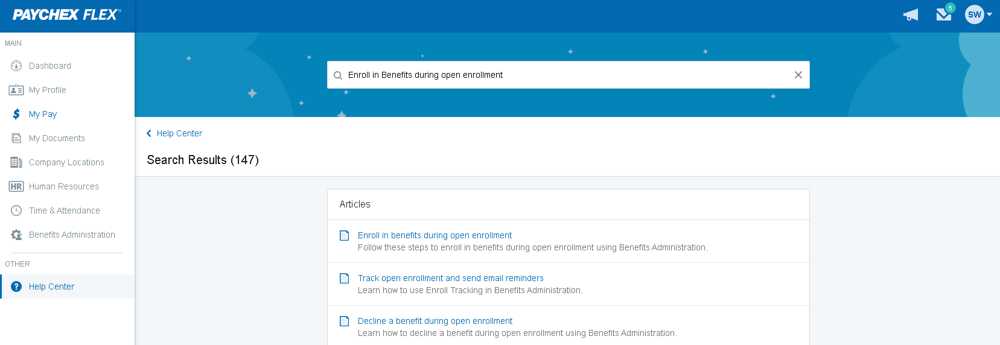 PAYCHEX FLEX®
5
SW
MAIN
Dashboard
My Profile
My Pay
My Documents
Company Locations
HR Human Resources
Time & Attendance
Benefits Administration
OTHER
? Help Center
Enroll in Benefits during open enrollment
Help Center
Search Results (147)
Articles
Enroll in benefits during open enrollment
Follow these steps to enroll in benefits during open enrollment using Benefits Administration.
Track open enrollment and send email reminders
Learn how to use Enroll Tracking in Benefits Administration.
Decline a benefit during open enrollment
Learn how to decline a benefit during open enrollment using Benefits Administration.